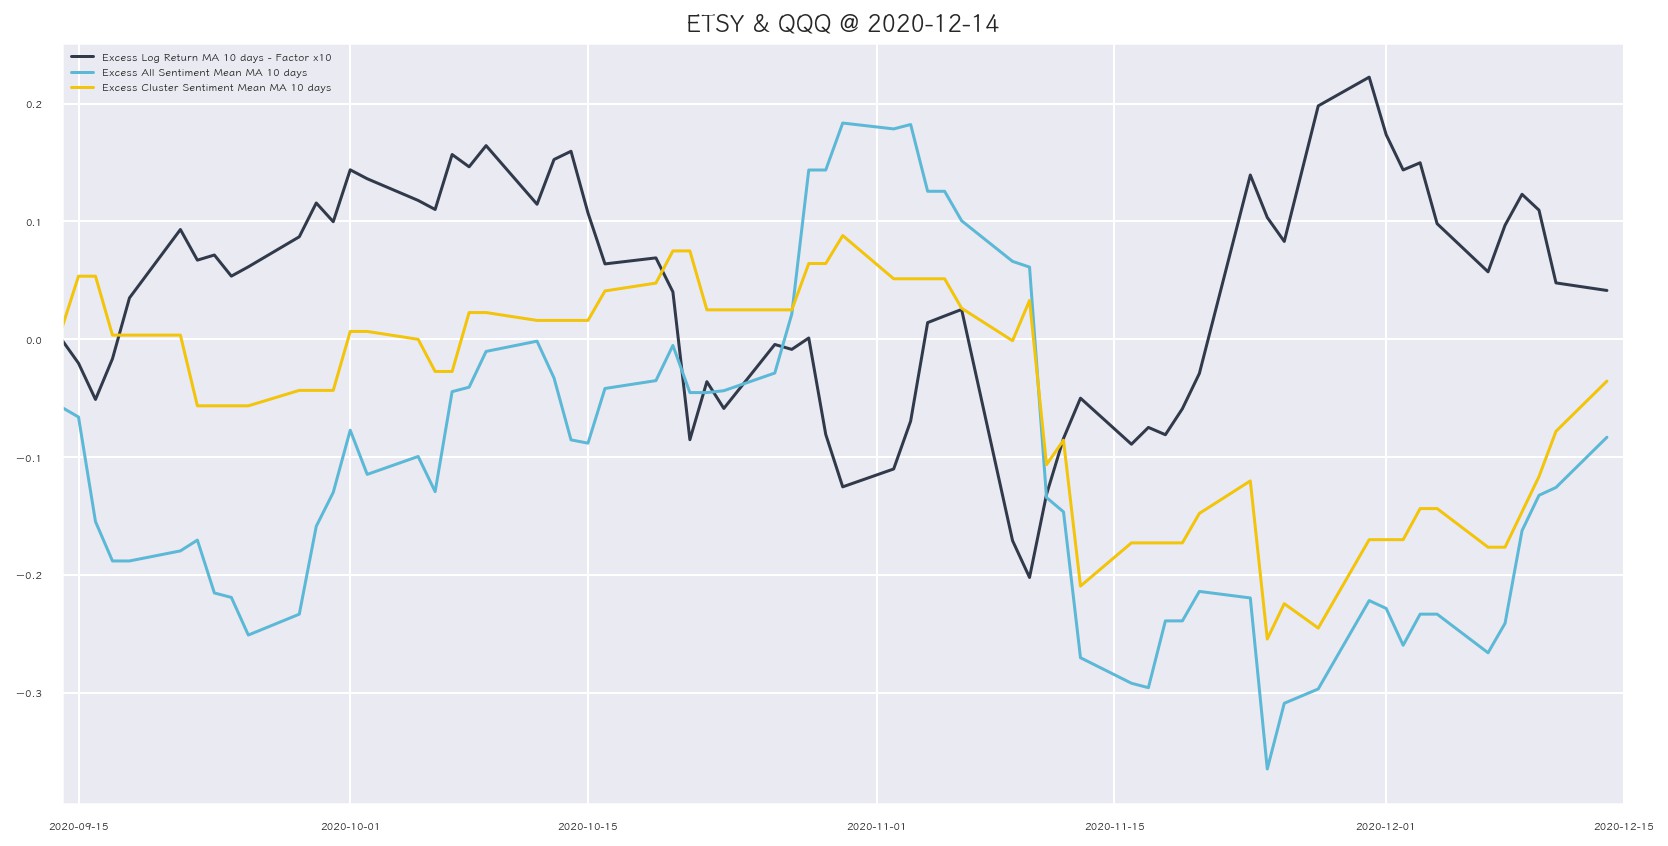 ETSY & QQQ @ 2020-12-14
Excess Log Return MA 10 days - Factor x10
Excess All Sentiment Mean MA 10 days
Excess Cluster Sentiment Mean MA 10 days
0.2
0.1
0.0
−0.1
−0.2
−0.3
2020-09-15 2020-10-01 2020-10-15 2020-11-01 2020-11-15 2020-12-01 2020-12-15